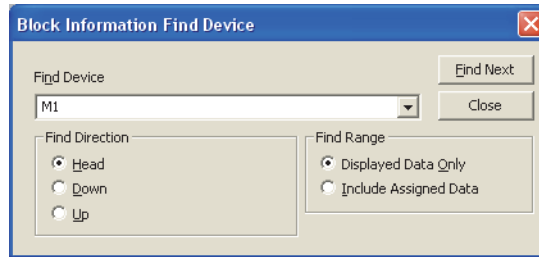 Block Information Find Device
Find Device
Find Next
M1
Close
Find Direction
Find Range
Head
Displayed Data Only
Down
Include Assigned Data
Up